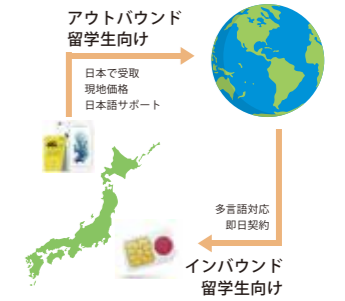 アウトバウンド
留学生向け
日本で受取
現地価格
日本語サポート
多言語対応
即日契約
インバウンド
留学生向け